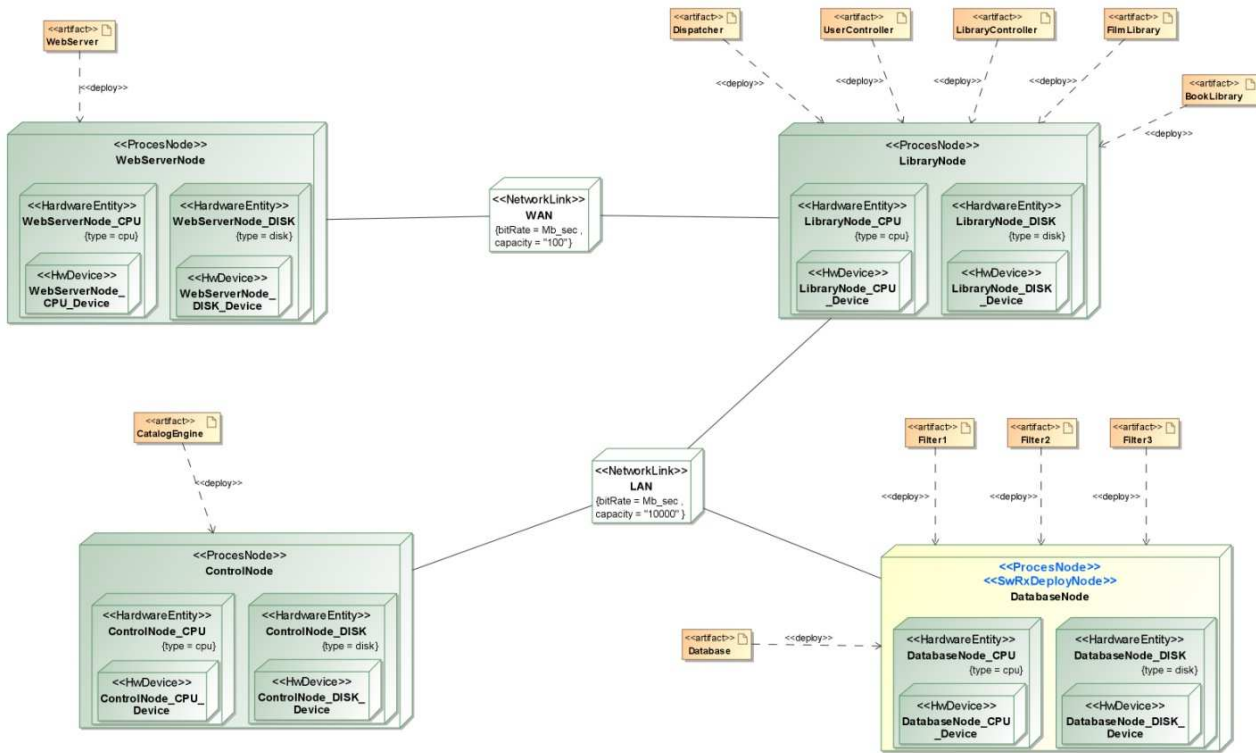 <<artifact>>
WebServer
<<deploy>>
<<ProcesNode>>
WebServerNode
<<HardwareEntity>>
WebServerNode_CPU
{type = cpu}
<<HwDevice>>
WebServerNode_
CPU_Device
<<HardwareEntity>>
WebServerNode_DISK
{type = disk}
<<HwDevice>>
WebServerNode_
DISK_Device
<<NetworkLink>>
WAN
{bitRate = Mb_sec ,
capacity = "100" }
<<artifact>>
Dispatcher
<<deploy>>
<<artifact>>
UserController
<<deploy>>
<<artifact>>
LibraryController
<<deploy>>
<<artifact>>
FilmLibrary
<<deploy>>
<<artifact>>
BookLibrary
<<deploy>>
<<ProcesNode>>
LibraryNode
<<HardwareEntity>>
LibraryNode_CPU
{type = cpu}
<<HwDevice>>
LibraryNode_CPU
_Device
<<HardwareEntity>>
LibraryNode_DISK
{type = disk}
<<HwDevice>>
LibraryNode_DISK
_Device
<<artifact>>
CatalogEngine
<<deploy>>
<<ProcesNode>>
ControlNode
<<HardwareEntity>>
ControlNode_CPU
{type = cpu}
<<HwDevice>>
ControlNode_CPU_
Device
<<HardwareEntity>>
ControlNode_DISK
{type = disk}
<<HwDevice>>
ControlNode_DISK_
Device
<<NetworkLink>>
LAN
{bitRate = Mb_sec ,
capacity = "10000" }
<<artifact>>
Filter1
<<deploy>>
<<artifact>>
Filter2
<<deploy>>
<<artifact>>
Filter3
<<deploy>>
<<artifact>>
Database
<<deploy>>
<<ProcesNode>>
<<SwRxDeployNode>>
DatabaseNode
<<HardwareEntity>>
DatabaseNode_CPU
{type = cpu}
<<HwDevice>>
DatabaseNode_CPU
_Device
<<HardwareEntity>>
DatabaseNode_DISK
{type = disk}
<<HwDevice>>
DatabaseNode_DISK_
Device